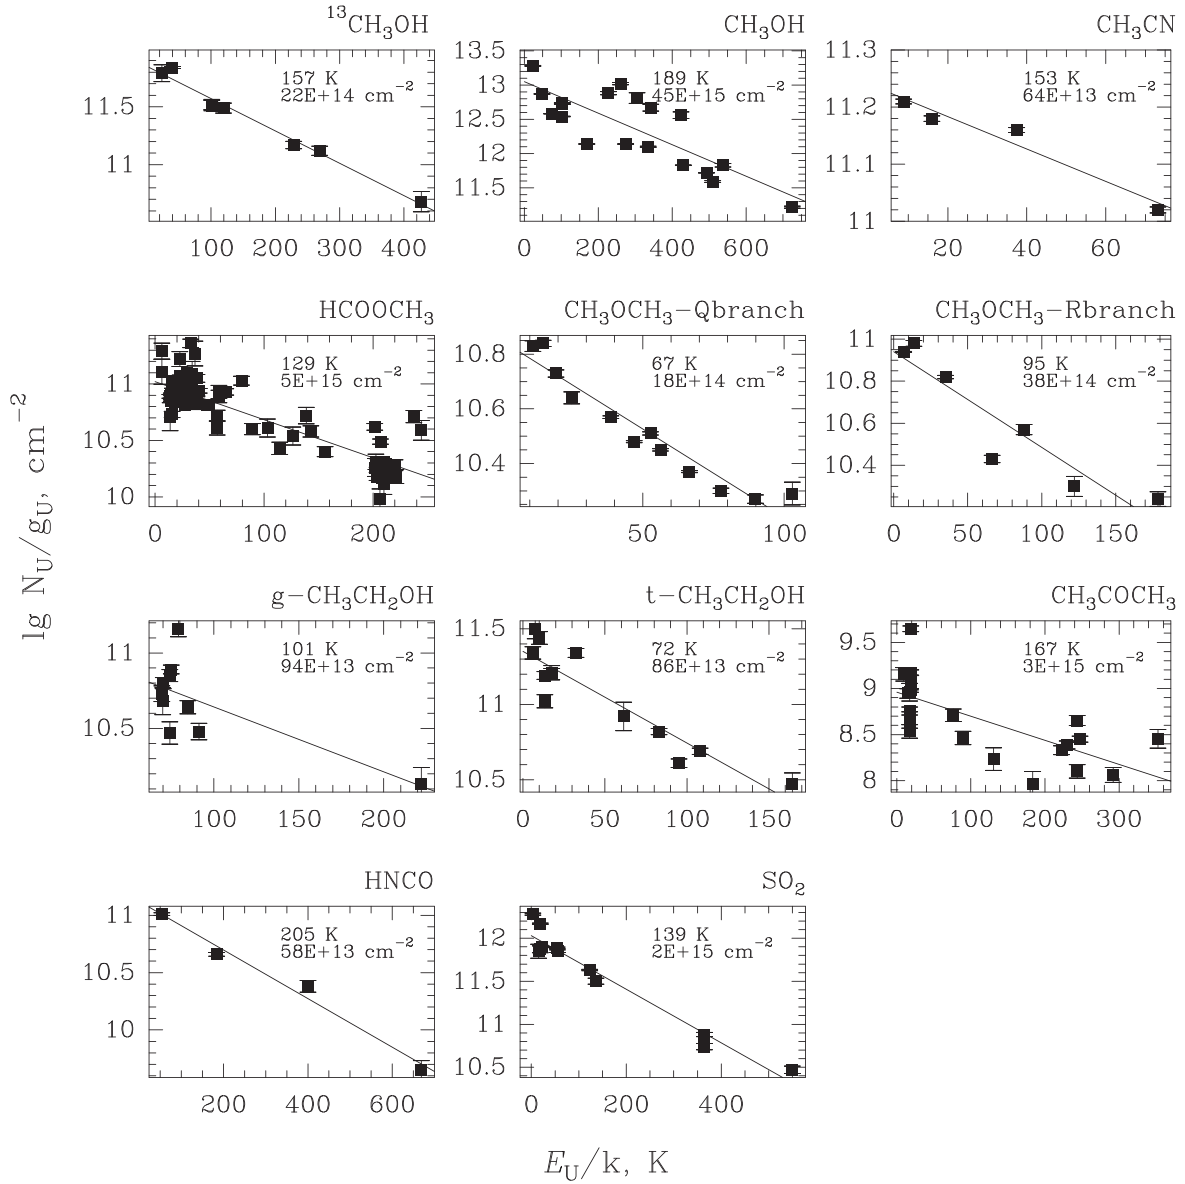 ¹³CH₃OH
157 K
22E+14 cm⁻²
11.5
11
100 200 300 400
CH₃OH
189 K
45E+15 cm⁻²
13.5
13
12.5
12
11.5
0 200 400 600
CH₃CN
153 K
64E+13 cm⁻²
11.3
11.2
11.1
11
20 40 60
HCOOCH₃
129 K
5E+15 cm⁻²
11
10.5
10
0 100 200
CH₃OCH₃−Qbranch
67 K
18E+14 cm⁻²
10.8
10.6
10.4
50 100
CH₃OCH₃−Rbranch
95 K
38E+14 cm⁻²
11
10.8
10.6
10.4
0 50 100 150
g−CH₃CH₂OH
101 K
94E+13 cm⁻²
11
10.5
100 150 200
t−CH₃CH₂OH
72 K
86E+13 cm⁻²
11.5
11
10.5
0 50 100 150
CH₃COCH₃
167 K
3E+15 cm⁻²
9.5
9
8.5
8
0 100 200 300
HNCO
205 K
58E+13 cm⁻²
11
10.5
10
200 400 600
SO₂
139 K
2E+15 cm⁻²
12
11.5
11
10.5
0 200 400
lg N_U/g_U, cm⁻²
E_U/k, K